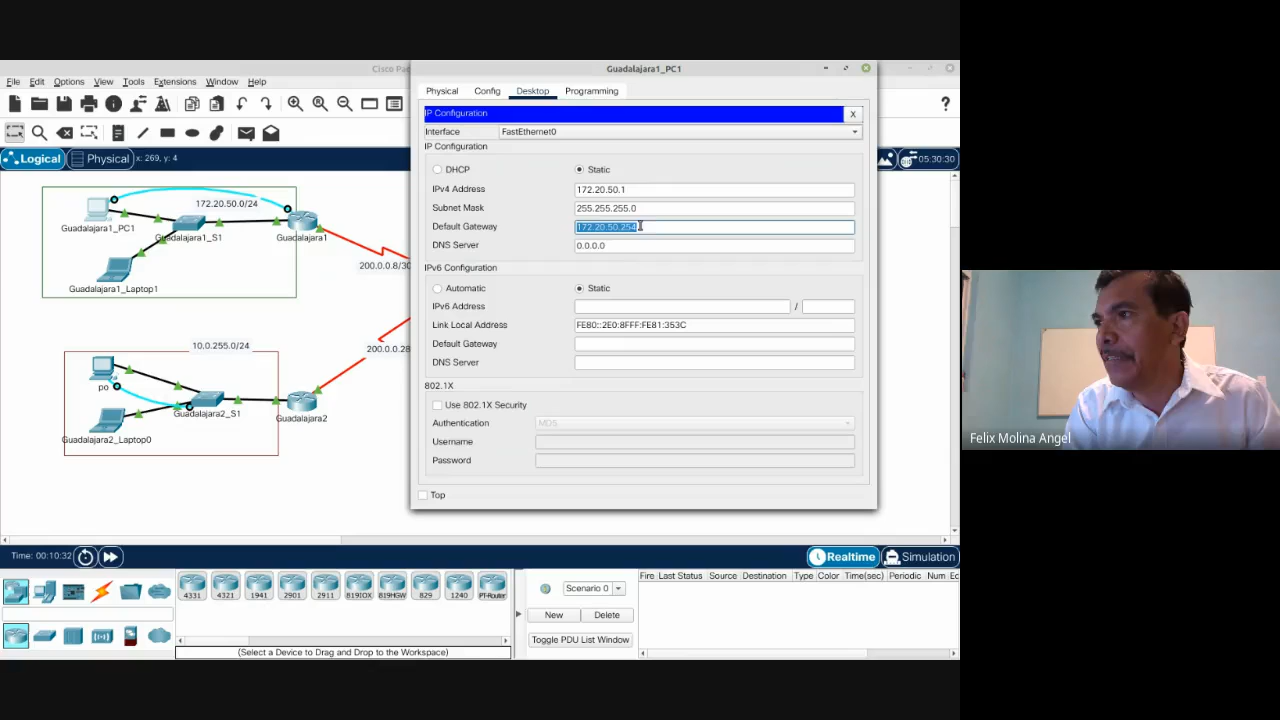 Cisco Pac
Guadalajara1_PC1
File Edit Options View Tools Extensions Window Help
Physical Config Desktop Programming
IP Configuration X
Interface FastEthernet0
IP Configuration
DHCP Static
IPv4 Address 172.20.50.1
Subnet Mask 255.255.255.0
Default Gateway 172.20.50.254
DNS Server 0.0.0.0
IPv6 Configuration
Automatic Static
IPv6 Address /
Link Local Address FE80::2E0:8FFF:FE81:353C
Default Gateway
DNS Server
802.1X
Use 802.1X Security
Authentication MD5
Username
Password
Top
?
Logical Physical x: 269, y: 4
05:30:30
172.20.50.0/24
Guadalajara1_PC1
Guadalajara1_S1
Guadalajara1
Guadalajara1_Laptop1
200.0.0.8/30
10.0.255.0/24
200.0.0.28
po
Guadalajara2_S1
Guadalajara2
Guadalajara2_Laptop0
Felix Molina Angel
Time: 00:10:32
Realtime Simulation
4331 4321 1941 2901 2911 819IOX 819HGW 829 1240 PT-Router
(Select a Device to Drag and Drop to the Workspace)
Scenario 0
New Delete
Toggle PDU List Window
Fire Last Status Source Destination Type Color Time(sec) Periodic Num Ec